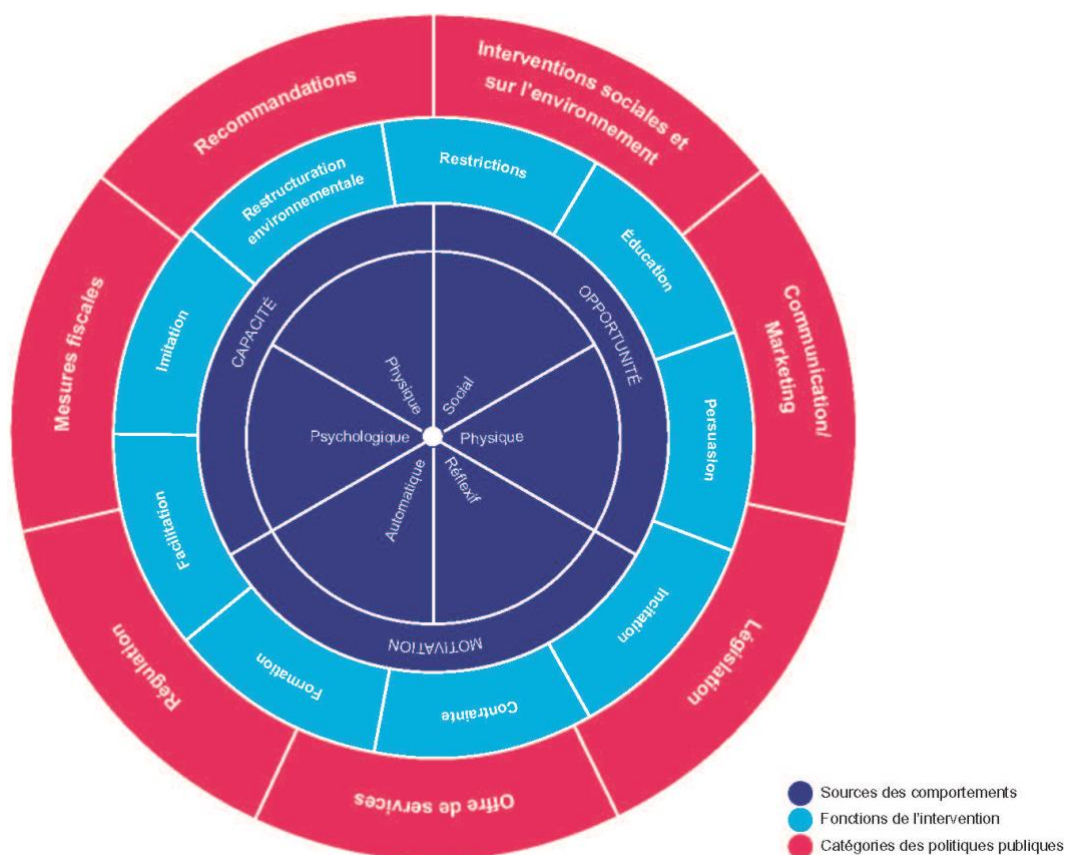 Interventions sociales et
sur l'environnement
Communication/
Marketing
Législation
Offre de services
Régulation
Mesures fiscales
Recommandations
Restrictions
Éducation
Persuasion
Incitation
Contrainte
Formation
Facilitation
Imitation
Restructuration
environnementale
CAPACITÉ
OPPORTUNITÉ
MOTIVATION
Physique
Social
Psychologique
Physique
Automatique
Réflexif
Sources des comportements
Fonctions de l'intervention
Catégories des politiques publiques